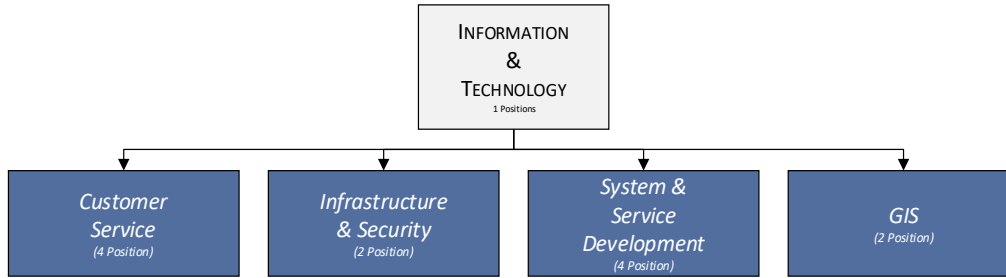 INFORMATION
&
TECHNOLOGY
1 Positions
Customer
Service
(4 Position)
Infrastructure
& Security
(2 Position)
System &
Service
Development
(4 Position)
GIS
(2 Position)